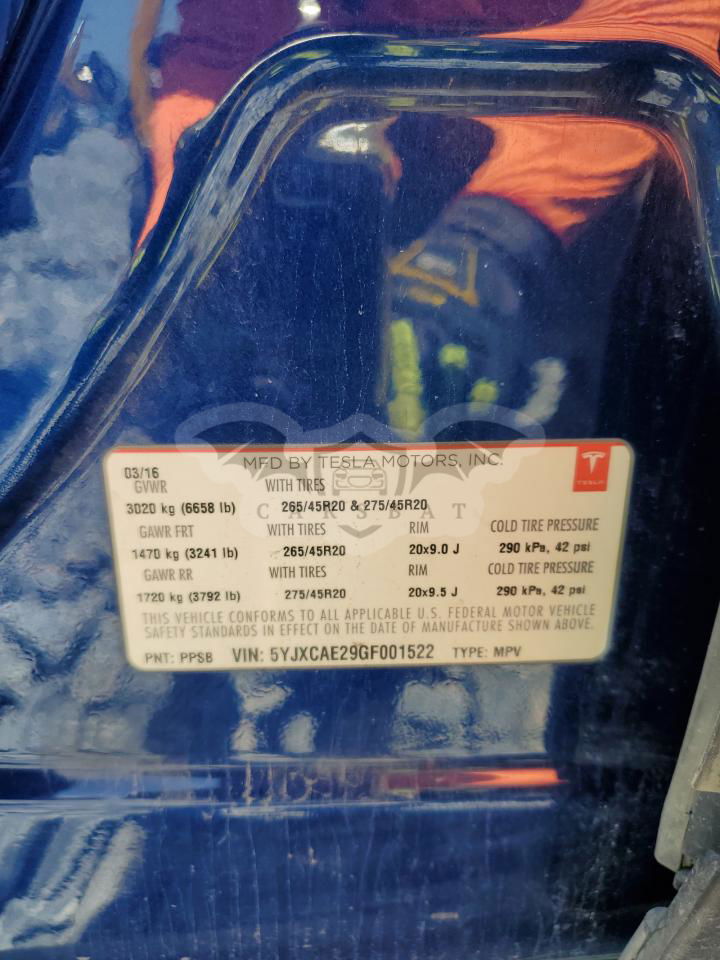 MFD BY TESLA MOTORS, INC.
03/16
GVWR WITH TIRES
3020 kg (6658 lb) 265/45R20 & 275/45R20
TESLA
CARSBAT
GAWR FRT WITH TIRES RIM COLD TIRE PRESSURE
1470 kg (3241 lb) 265/45R20 20x9.0 J 290 kPa, 42 psi
GAWR RR WITH TIRES RIM COLD TIRE PRESSURE
1720 kg (3792 lb) 275/45R20 20x9.5 J 290 kPa, 42 psi
THIS VEHICLE CONFORMS TO ALL APPLICABLE U.S. FEDERAL MOTOR VEHICLE
SAFETY STANDARDS IN EFFECT ON THE DATE OF MANUFACTURE SHOWN ABOVE.
PNT: PPSB VIN: 5YJXCAE29GF001522 TYPE: MPV